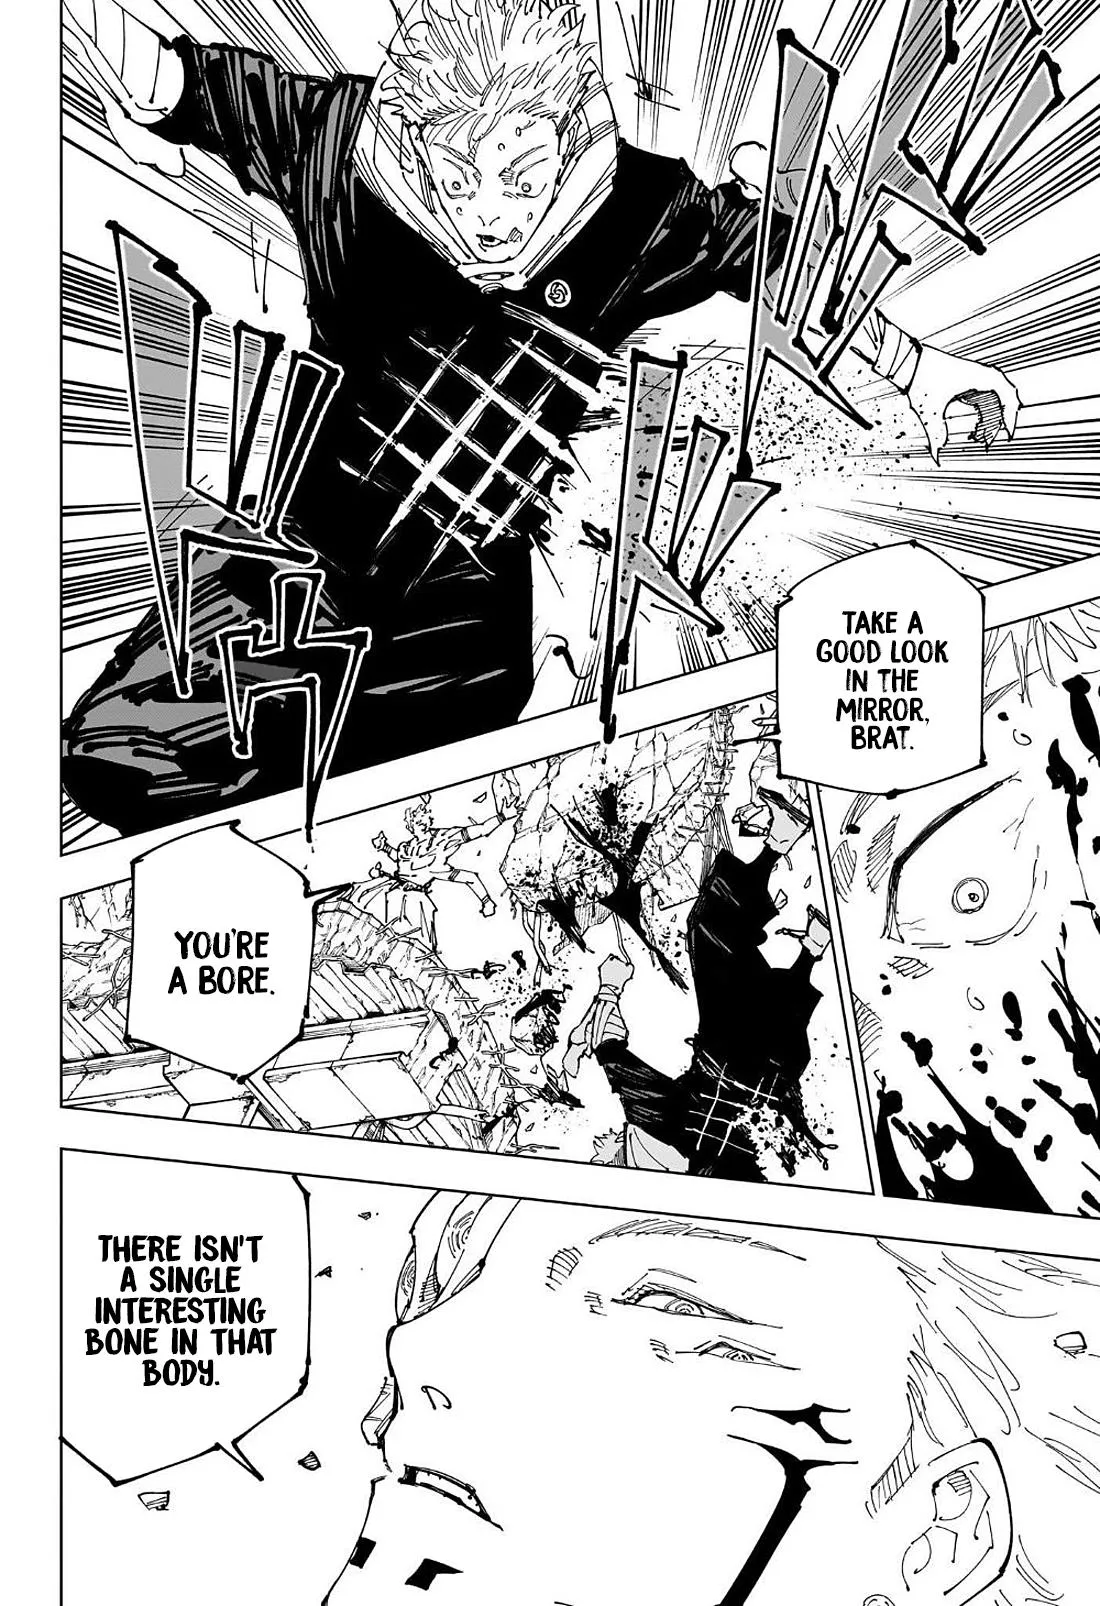 TAKE A
GOOD LOOK
IN THE
MIRROR,
BRAT.
YOU'RE
A BORE.
THERE ISN'T
A SINGLE
INTERESTING
BONE IN THAT
BODY.